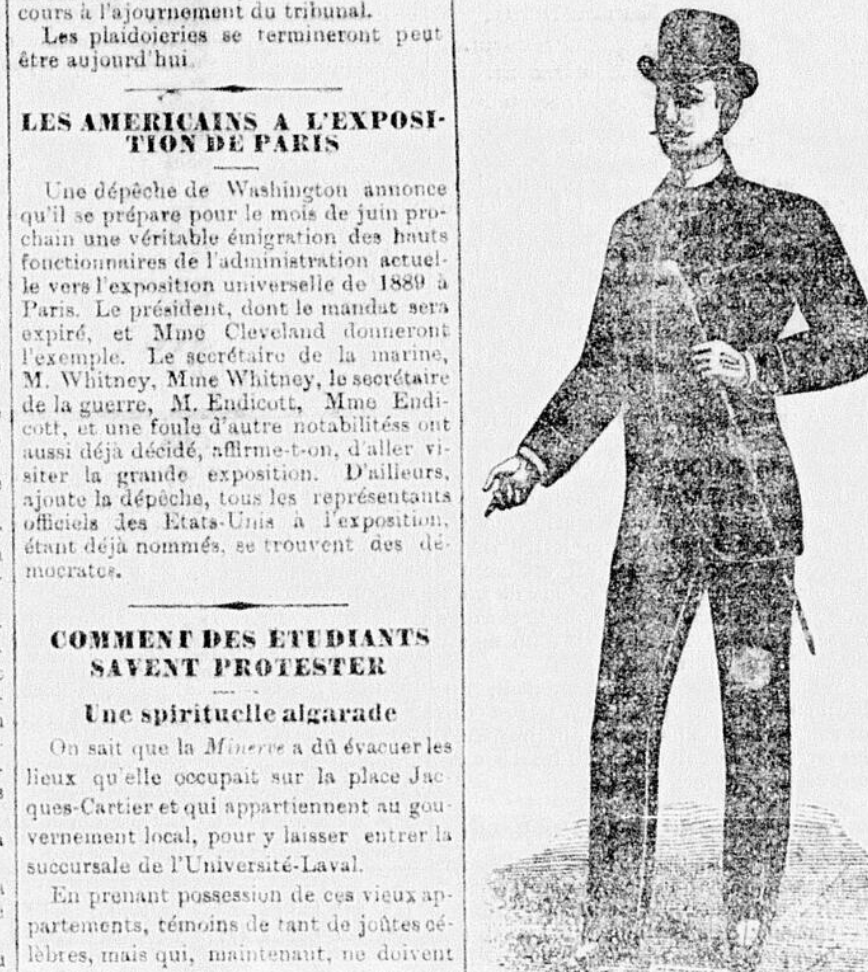 cours à l'ajournement du tribunal.
Les plaidoieries se termineront peut
être aujourd'hui.
LES AMERICAINS A L'EXPOSI-
TION DE PARIS
Une dépêche de Washington annonce
qu'il se prépare pour le mois de juin pro-
chain une véritable émigration des hauts
fonctionnaires de l'administration actuel-
le vers l'exposition universelle de 1889 à
Paris. Le président, dont le mandat sera
expiré, et Mme Cleveland donneront
l'exemple. Le secrétaire de la marine,
M. Whitney, Mme Whitney, le secrétaire
de la guerre, M. Endicott, Mme Endi-
cott, et une foule d'autre notabilitéss ont
aussi déjà décidé, affirme-t-on, d'aller vi-
siter la grande exposition. D'ailleurs,
ajoute la dépêche, tous les représentants
officiels des Etats-Unis à l'exposition,
étant déjà nommés, se trouvent des dé-
mocrates.
COMMENT DES ETUDIANTS
SAVENT PROTESTER
Une spirituelle algarade
On sait que la Minerve a dû évacuer les
lieux qu'elle occupait sur la place Jac-
ques-Cartier et qui appartiennent au gou-
vernement local, pour y laisser entrer la
succursale de l'Université-Laval.
En prenant possession de ces vieux ap-
partements, témoins de tant de joûtes cé-
lèbres, mais qui, maintenant, ne doivent